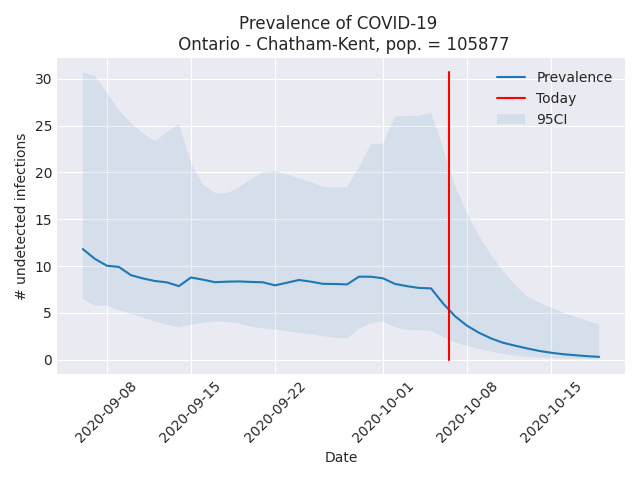 Prevalence of COVID-19
Ontario - Chatham-Kent, pop. = 105877
Prevalence
Today
95CI
# undetected infections
30
25
20
15
10
5
0
2020-09-08
2020-09-15
2020-09-22
2020-10-01
2020-10-08
2020-10-15
Date